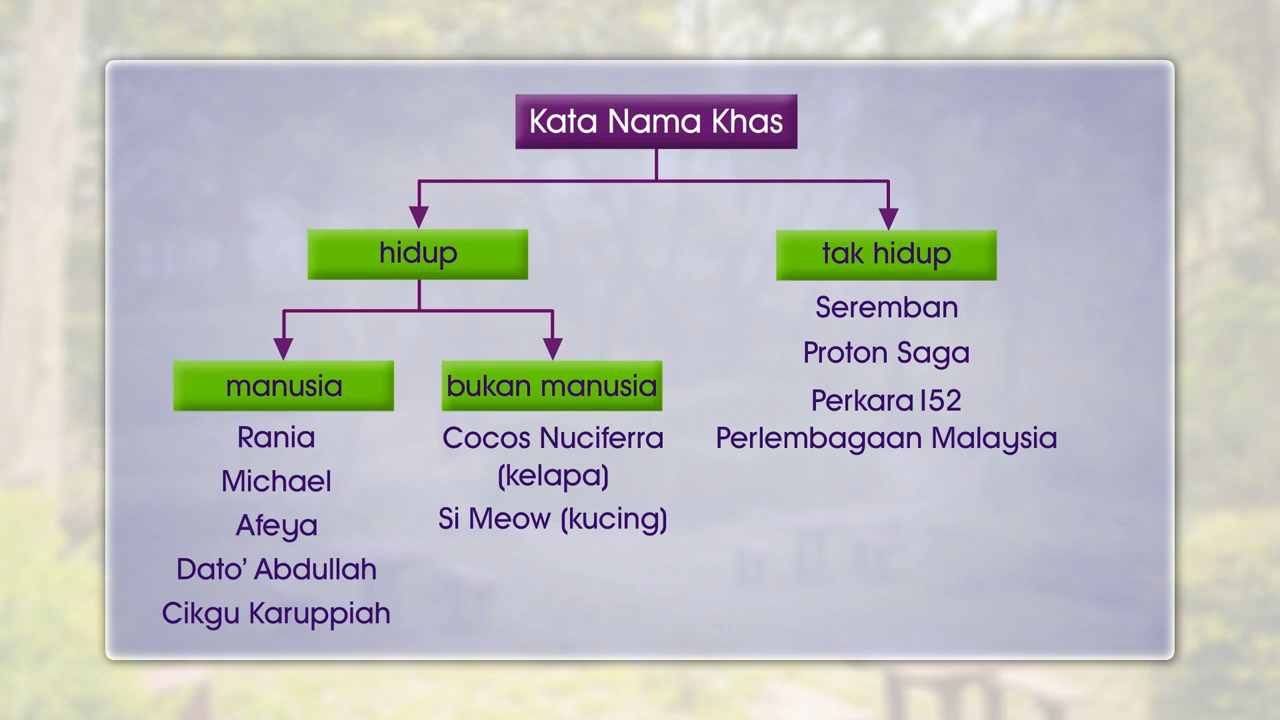 Kata Nama Khas
hidup
tak hidup
manusia
bukan manusia
Rania
Michael
Afeya
Dato’ Abdullah
Cikgu Karuppiah
Cocos Nuciferra
(kelapa)
Si Meow (kucing)
Seremban
Proton Saga
Perkara 152
Perlembagaan Malaysia